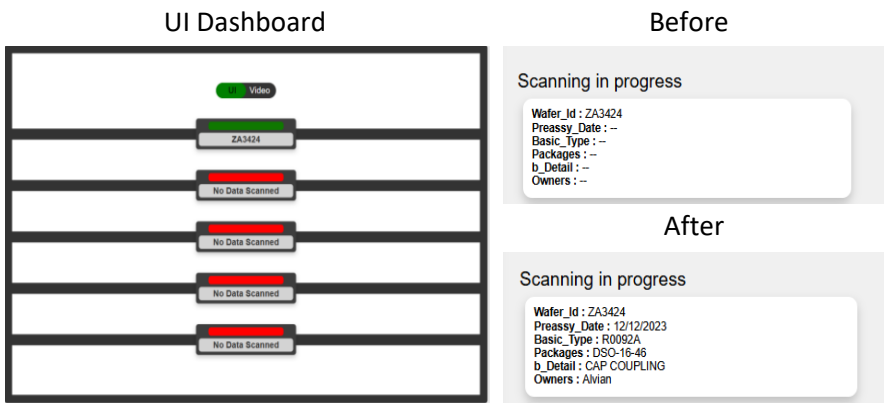 UI Dashboard
UI Video
ZA3424
No Data Scanned
No Data Scanned
No Data Scanned
No Data Scanned
Before
Scanning in progress
Wafer_Id : ZA3424
Preassy_Date : --
Basic_Type : --
Packages : --
b_Detail : --
Owners : --
After
Scanning in progress
Wafer_Id : ZA3424
Preassy_Date : 12/12/2023
Basic_Type : R0092A
Packages : DSO-16-46
b_Detail : CAP COUPLING
Owners : Alvian